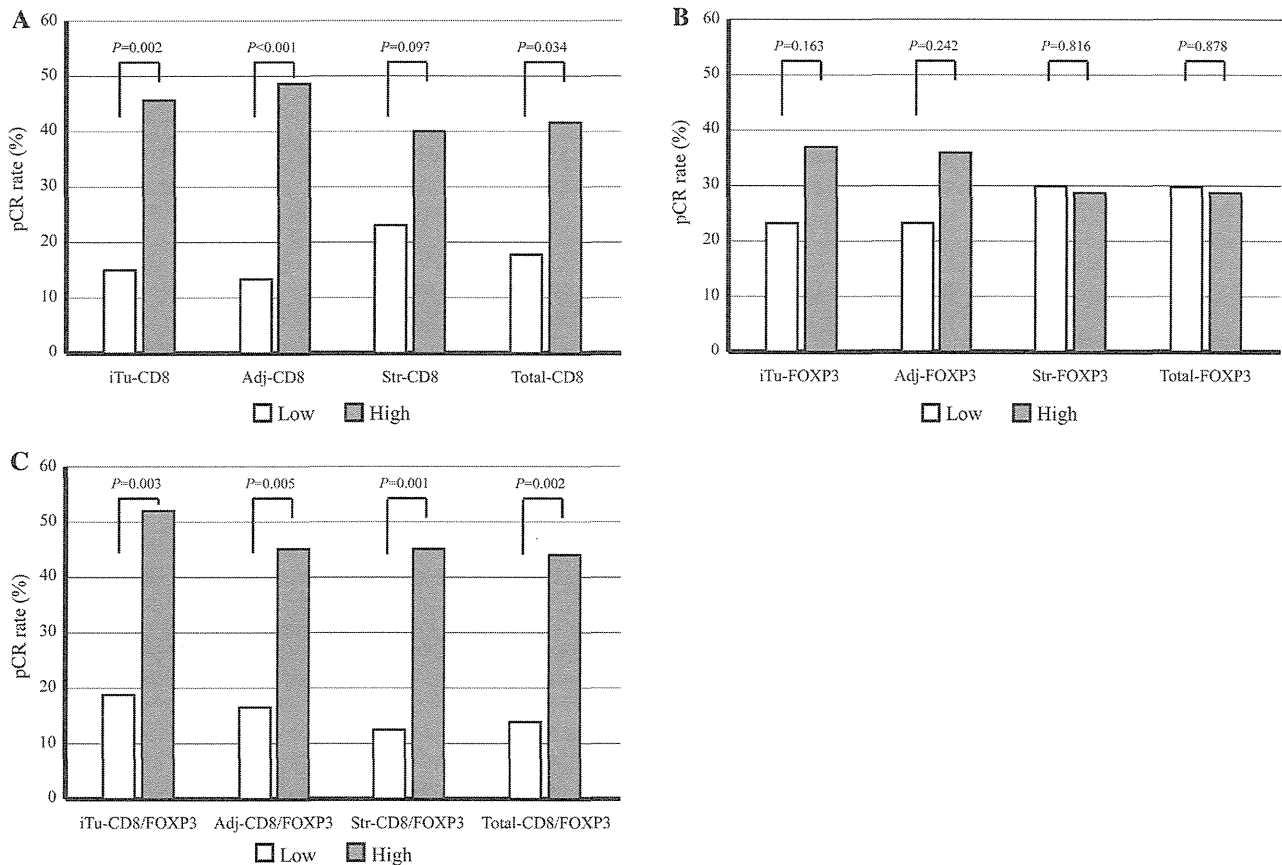 A
60
50
40
30
20
10
0
pCR rate (%)
P=0.002
P<0.001
P=0.097
P=0.034
iTu-CD8
Adj-CD8
Str-CD8
Total-CD8
Low
High
B
60
50
40
30
20
10
0
pCR rate (%)
P=0.163
P=0.242
P=0.816
P=0.878
iTu-FOXP3
Adj-FOXP3
Str-FOXP3
Total-FOXP3
Low
High
C
60
50
40
30
20
10
0
pCR rate (%)
P=0.003
P=0.005
P=0.001
P=0.002
iTu-CD8/FOXP3
Adj-CD8/FOXP3
Str-CD8/FOXP3
Total-CD8/FOXP3
Low
High